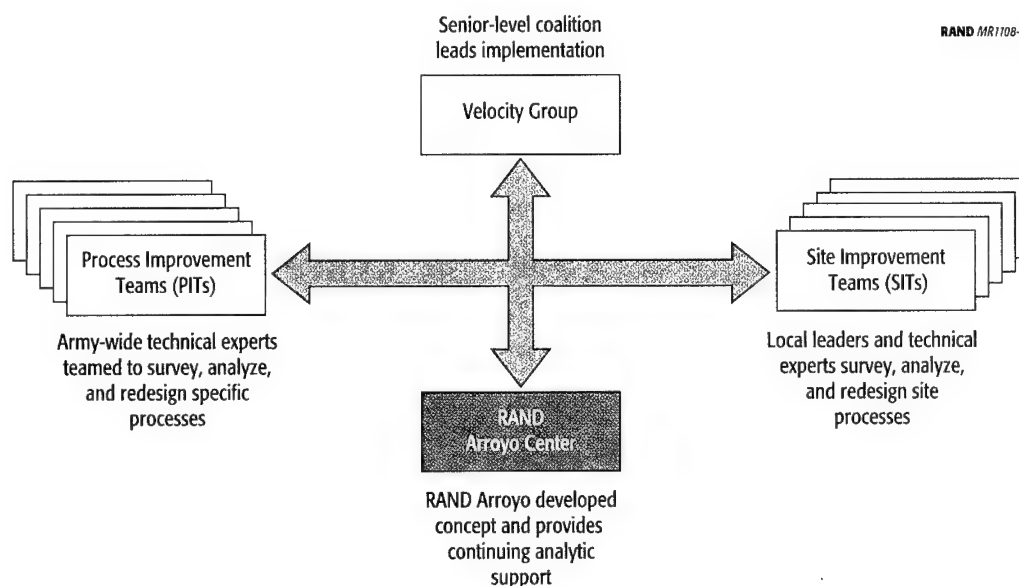 Senior-level coalition
leads implementation
RAND MR1108-
Velocity Group
Process Improvement
Teams (PITs)
Site Improvement
Teams (SITs)
Army-wide technical experts
teamed to survey, analyze,
and redesign specific
processes
Local leaders and technical
experts survey, analyze,
and redesign site
processes
RAND
Arroyo Center
RAND Arroyo developed
concept and provides
continuing analytic
support